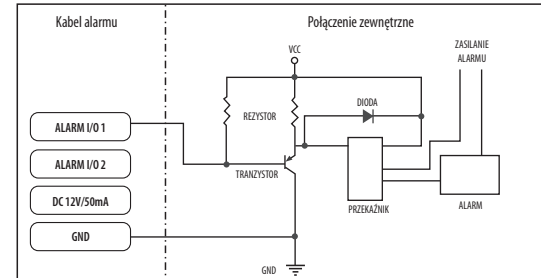 Kabel alarmu
Połączenie zewnętrzne
VCC
ZASILANIE
ALARMU
DIODA
REZYSTOR
ALARM I/O 1
ALARM I/O 2
TRANZYSTOR
DC 12V/50mA
PRZEKAŹNIK
ALARM
GND
GND